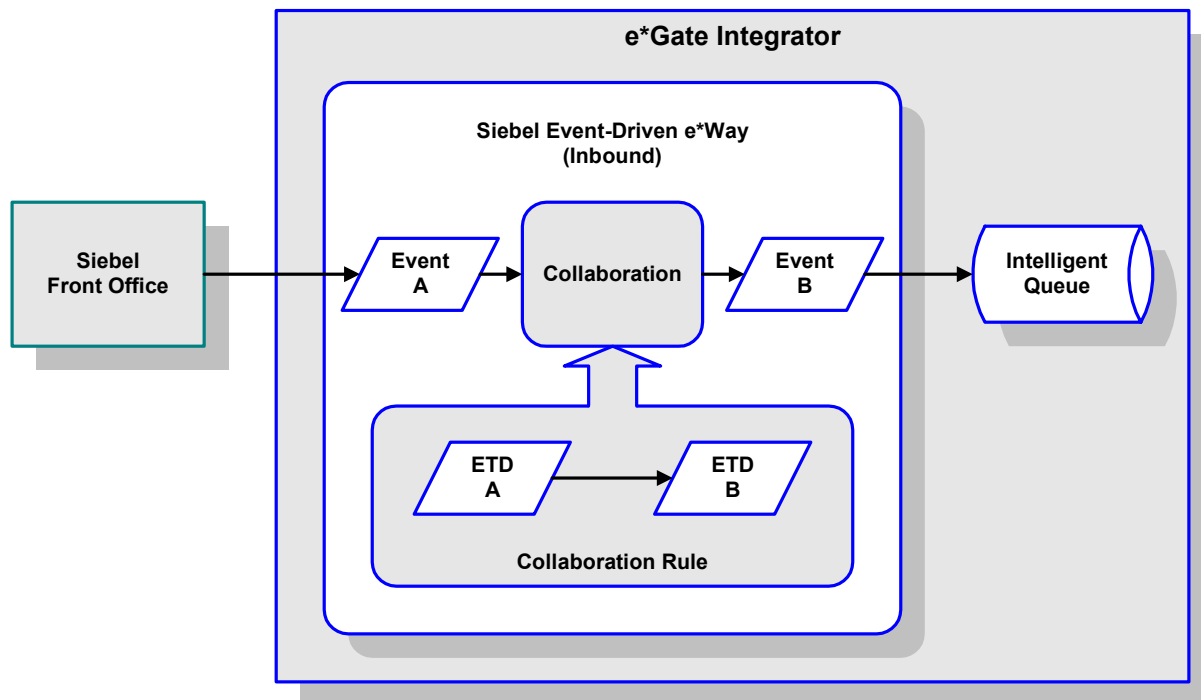 e*Gate Integrator
Siebel Event-Driven e*Way
(Inbound)
Siebel
Front Office
Event
A
Collaboration
Event
B
Intelligent
Queue
ETD
A
ETD
B
Collaboration Rule